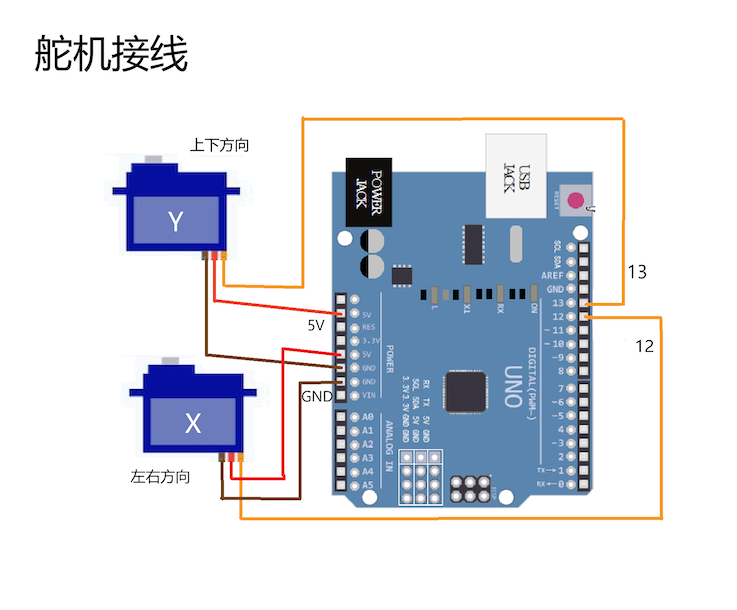 舵机接线
上下方向
Y
5V
GND
X
左右方向
13
12
POWER JACK
USB JACK
RESET
SCL SDA
AREF
GND
13
12
~11
~10
~9
8
7
~6
~5
4
~3
2
TX→1
RX←0
DIGITAL(PWM~)
UNO
L
TX
RX
ON
5V
RES
3.3V
5V
GND
GND
VIN
POWER
A0
A1
A2
A3
A4
A5
ANALOG IN
RX TX 5V GND
SCL SDA 5V GND
3.3V 3.3V GND GND
ICSP